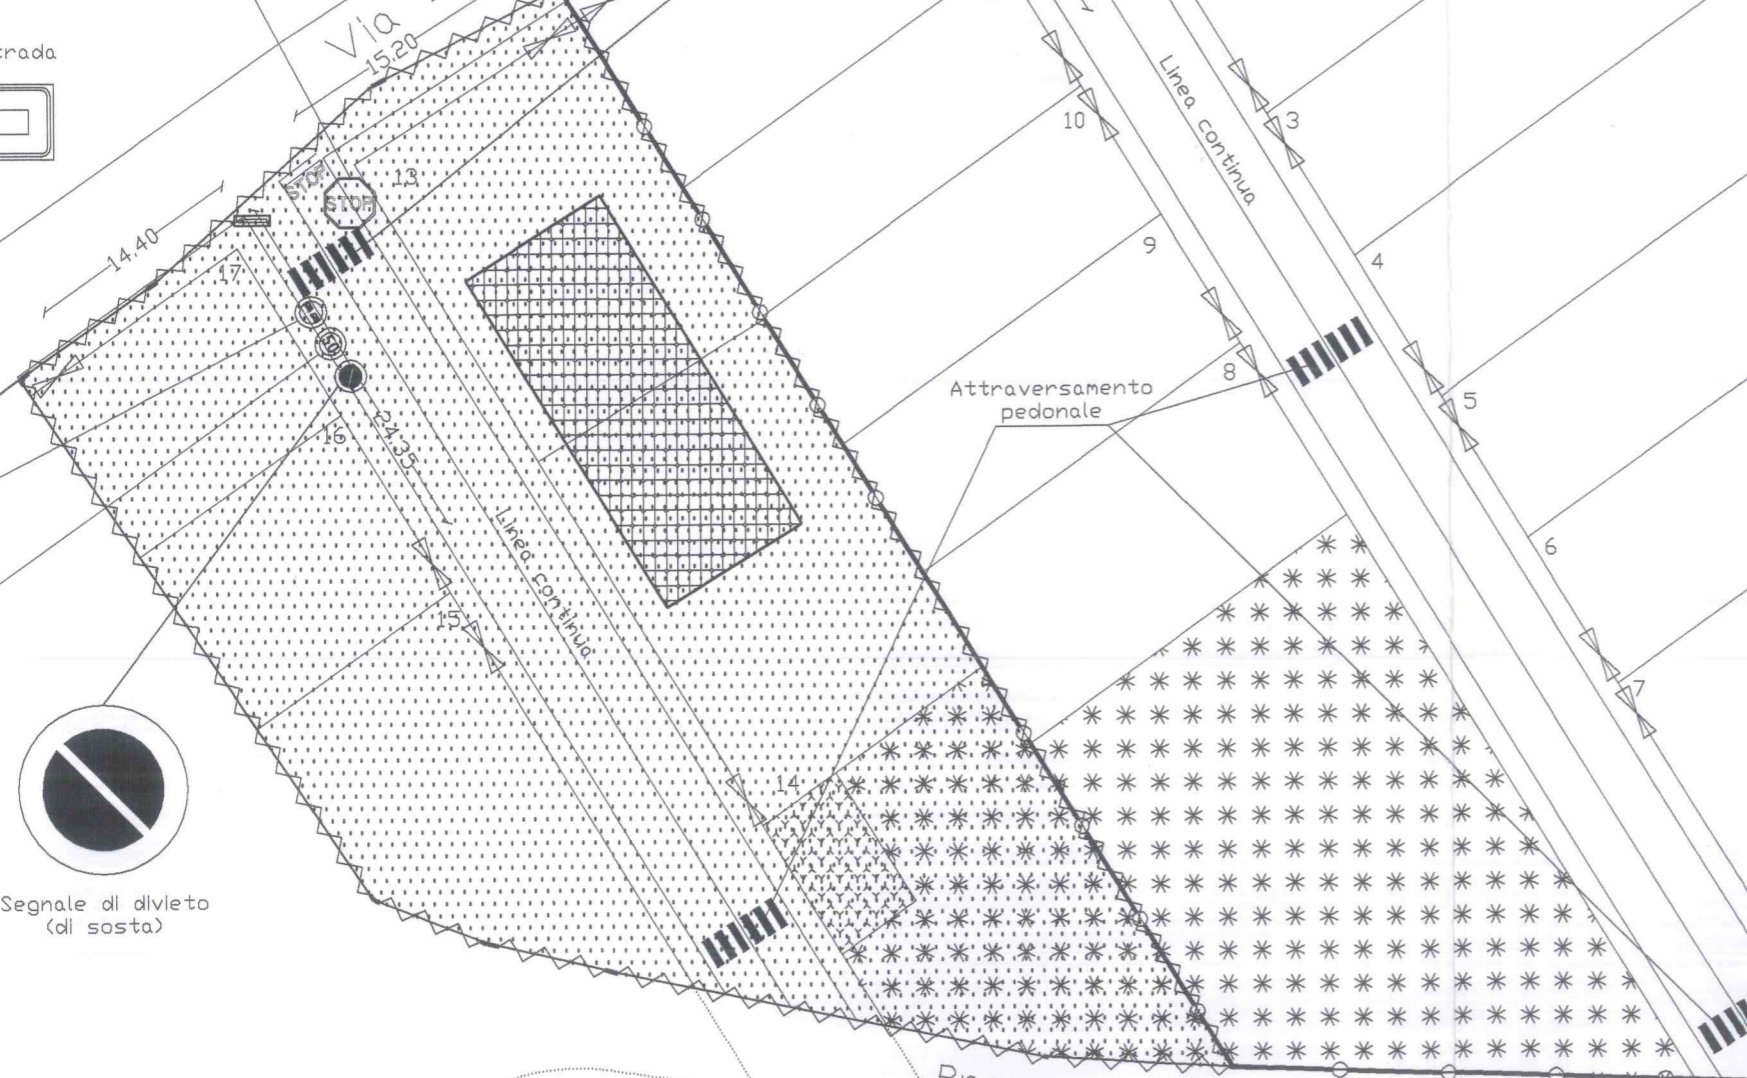 Via
15.20
trada
Linea continua
3
10
STOP
13
STOP
14.40
17
9
4
8
Attraversamento
pedonale
5
24.35
16
6
Linea continua
15
7
14
50
Segnale di divieto
(di sosta)